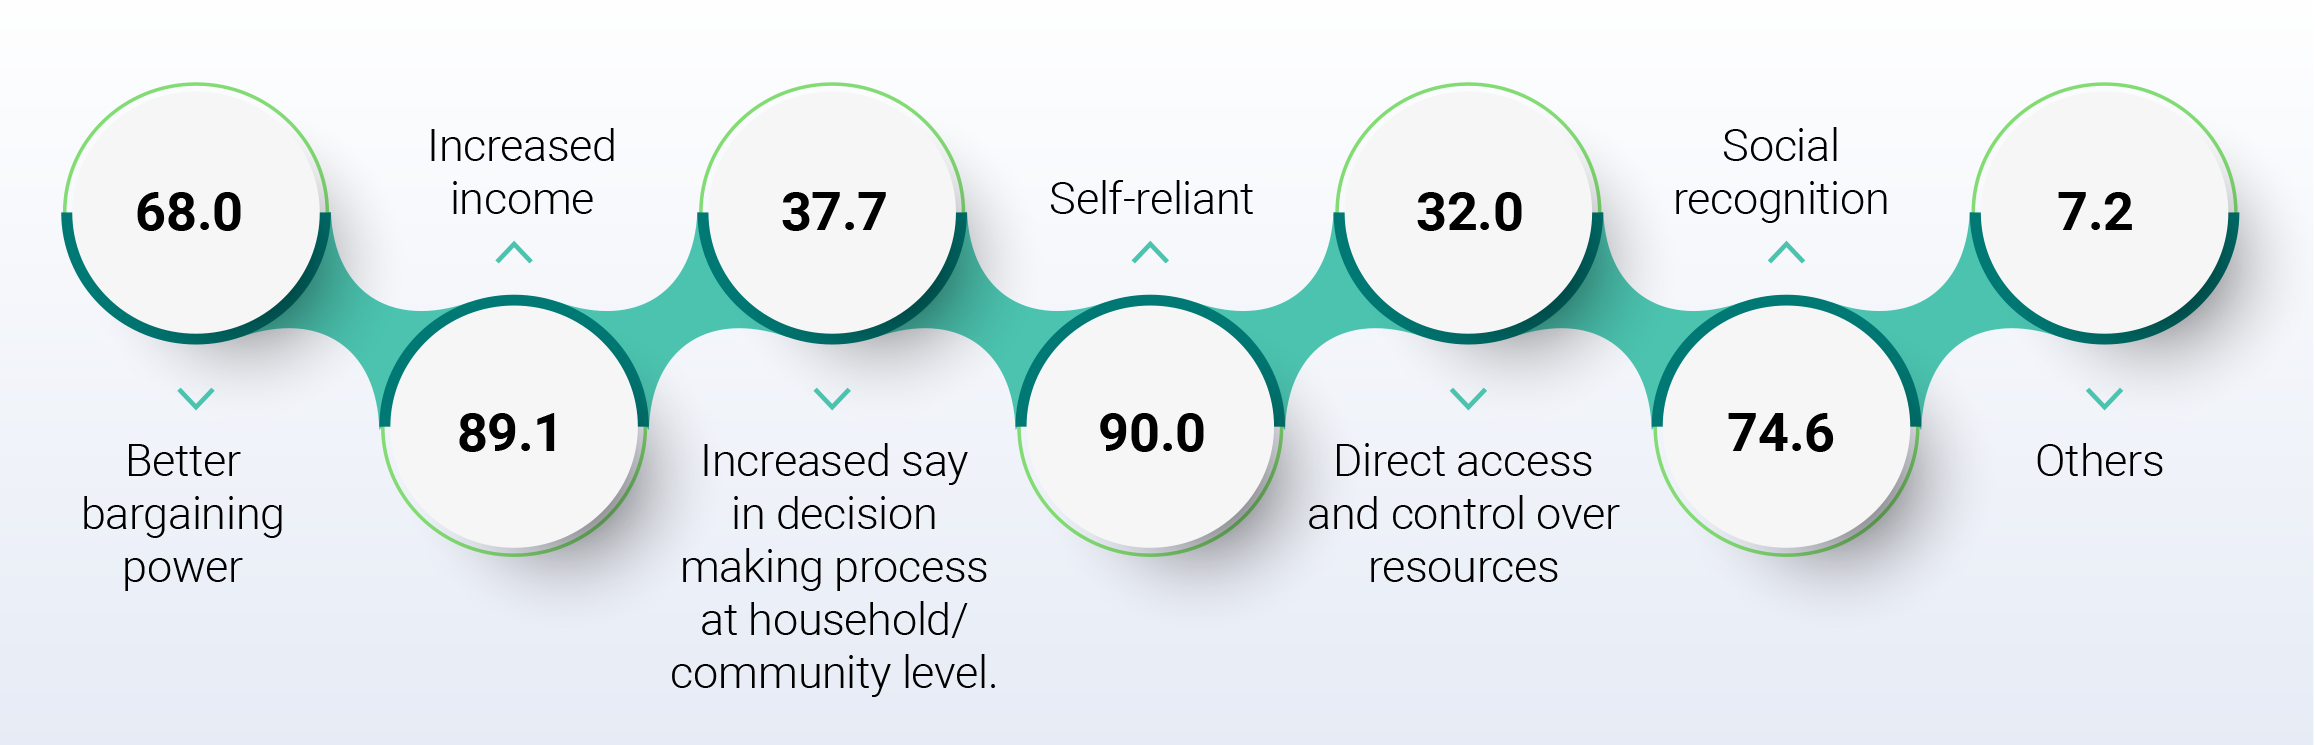 68.0
Better
bargaining
power
Increased
income
89.1
37.7
Increased say
in decision
making process
at household/
community level.
Self-reliant
90.0
32.0
Direct access
and control over
resources
Social
recognition
74.6
7.2
Others